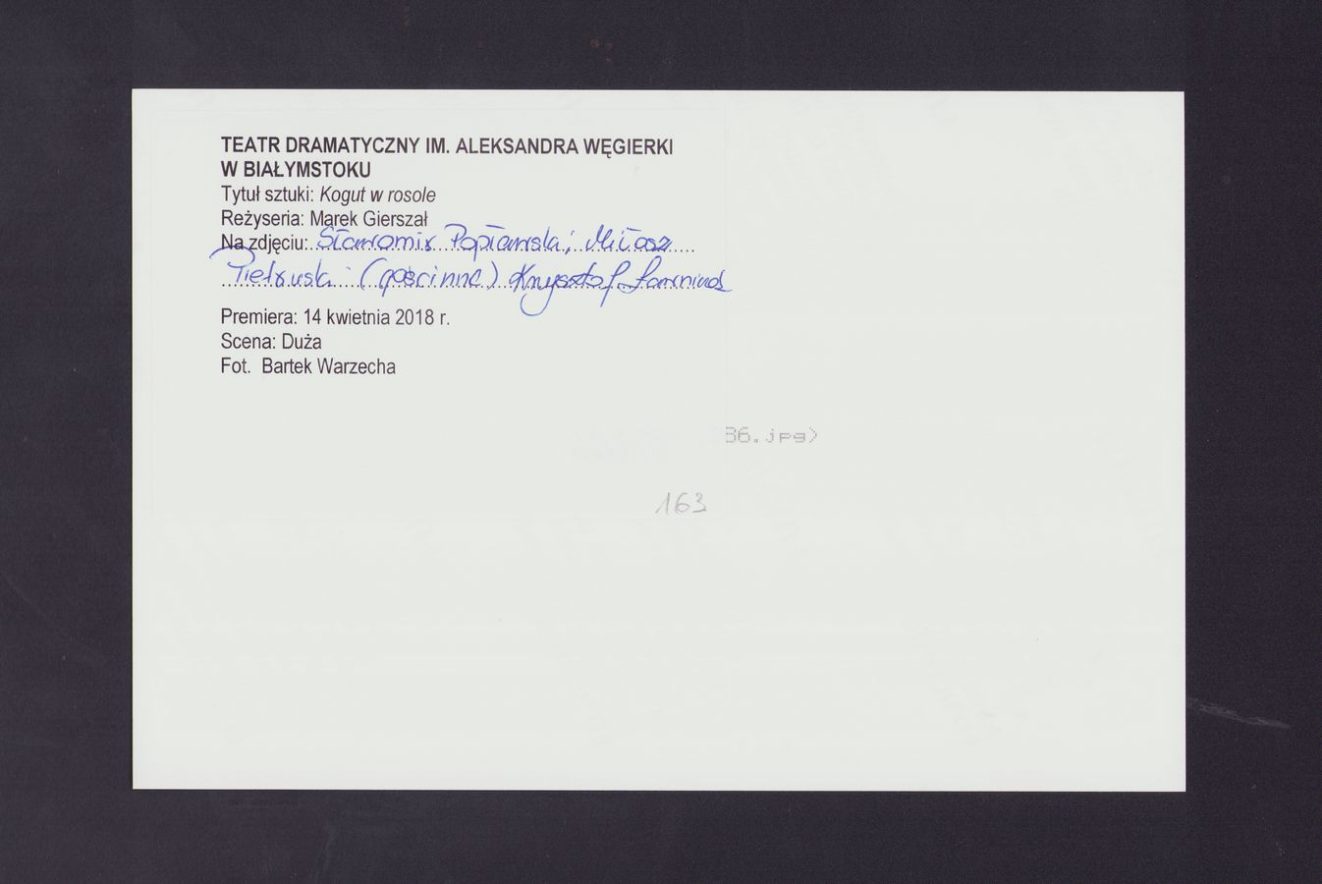 TEATR DRAMATYCZNY IM. ALEKSANDRA WĘGIERKI
W BIAŁYMSTOKU
Tytuł sztuki: Kogut w rosole
Reżyseria: Marek Gierszał
Na zdjęciu: Sławomir Popławski, Miłosz
Pietruski (gościnnie) Krzysztof Ławniczak
Premiera: 14 kwietnia 2018 r.
Scena: Duża
Fot. Bartek Warzecha
86.jpg)
163